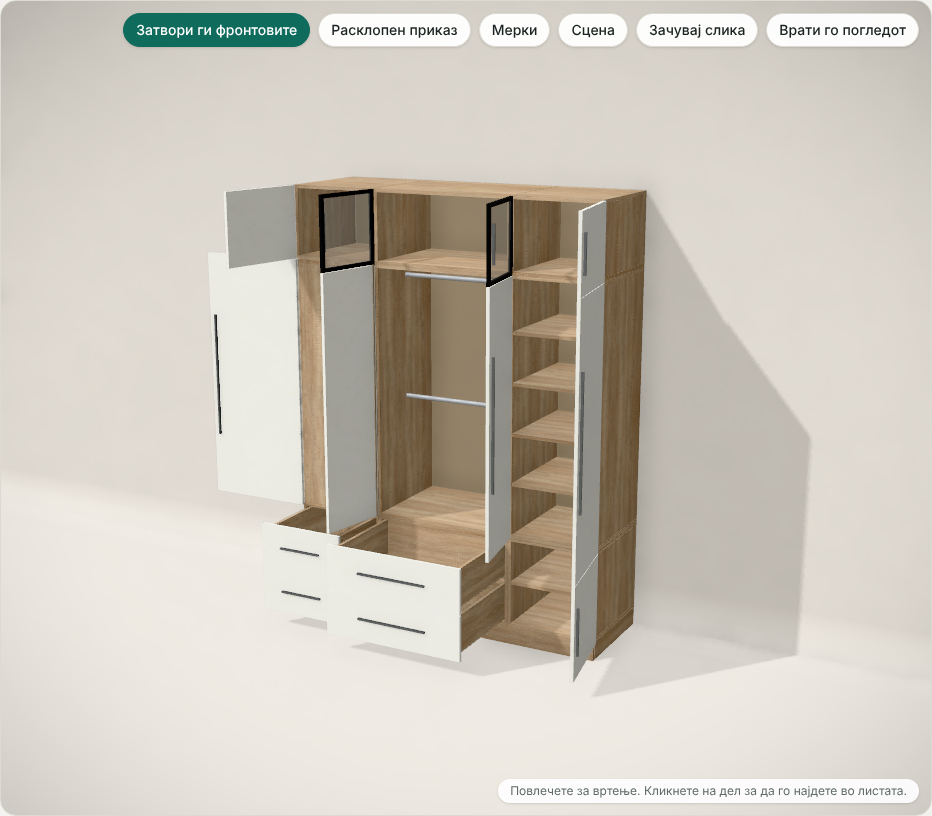 Затвори ги фронтовите
Расклопен приказ
Мерки
Сцена
Зачувај слика
Врати го погледот
Повлечете за вртење. Кликнете на дел за да го најдете во листата.